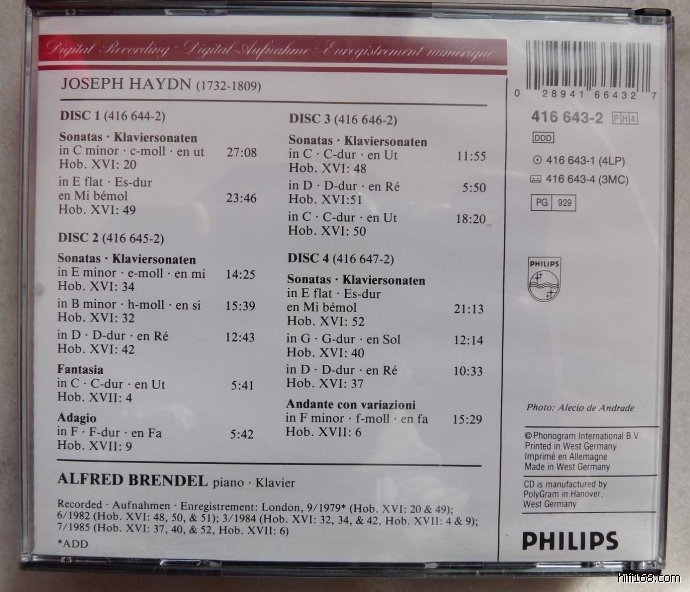 Digital Recording · Digital-Aufnahme · Enregistrement numérique
JOSEPH HAYDN (1732-1809)
DISC 1 (416 644-2)
Sonatas · Klaviersonaten
in C minor · c-moll · en ut 27:08
Hob. XVI: 20
in E flat · Es-dur
en Mi bémol 23:46
Hob. XVI: 49
DISC 2 (416 645-2)
Sonatas · Klaviersonaten
in E minor · e-moll · en mi 14:25
Hob. XVI: 34
in B minor · h-moll · en si 15:39
Hob. XVI: 32
in D · D-dur · en Ré 12:43
Hob. XVI: 42
Fantasia
in C · C-dur · en Ut 5:41
Hob. XVII: 4
Adagio
in F · F-dur · en Fa 5:42
Hob. XVII: 9
DISC 3 (416 646-2)
Sonatas · Klaviersonaten
in C · C-dur · en Ut 11:55
Hob. XVI: 48
in D · D-dur · en Ré 5:50
Hob. XVI:51
in C · C-dur · en Ut 18:20
Hob. XVI: 50
DISC 4 (416 647-2)
Sonatas · Klaviersonaten
in E flat · Es-dur
en Mi bémol 21:13
Hob. XVI: 52
in G · G-dur · en Sol 12:14
Hob. XVI: 40
in D · D-dur · en Ré 10:33
Hob. XVI: 37
Andante con variazioni
in F minor · f-moll · en fa 15:29
Hob. XVII: 6
ALFRED BRENDEL piano · Klavier
Recorded · Aufnahmen · Enregistrement: London, 9/1979* (Hob. XVI: 20 & 49);
6/1982 (Hob. XVI: 48, 50, & 51); 3/1984 (Hob. XVI: 32, 34, & 42, Hob. XVII: 4 & 9);
7/1985 (Hob. XVI: 37, 40, & 52, Hob. XVII: 6)
*ADD
0 28941 66432 7
416 643-2 PH4
DDD
416 643-1 (4LP)
416 643-4 (3MC)
PG 929
PHILIPS
Photo: Alecio de Andrade
© Phonogram International B.V.
Printed in West Germany
Imprimé en Allemagne
Made in West Germany
CD is manufactured by
PolyGram in Hanover,
West Germany
PHILIPS
hifi168.com